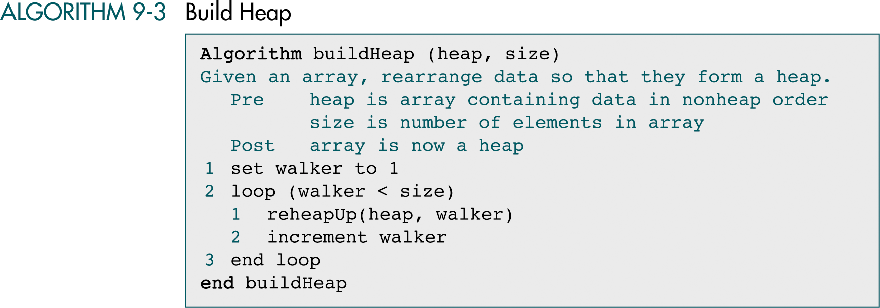 ALGORITHM 9-3 Build Heap
Algorithm buildHeap (heap, size)
Given an array, rearrange data so that they form a heap.
Pre heap is array containing data in nonheap order
size is number of elements in array
Post array is now a heap
1 set walker to 1
2 loop (walker < size)
1 reheapUp(heap, walker)
2 increment walker
3 end loop
end buildHeap